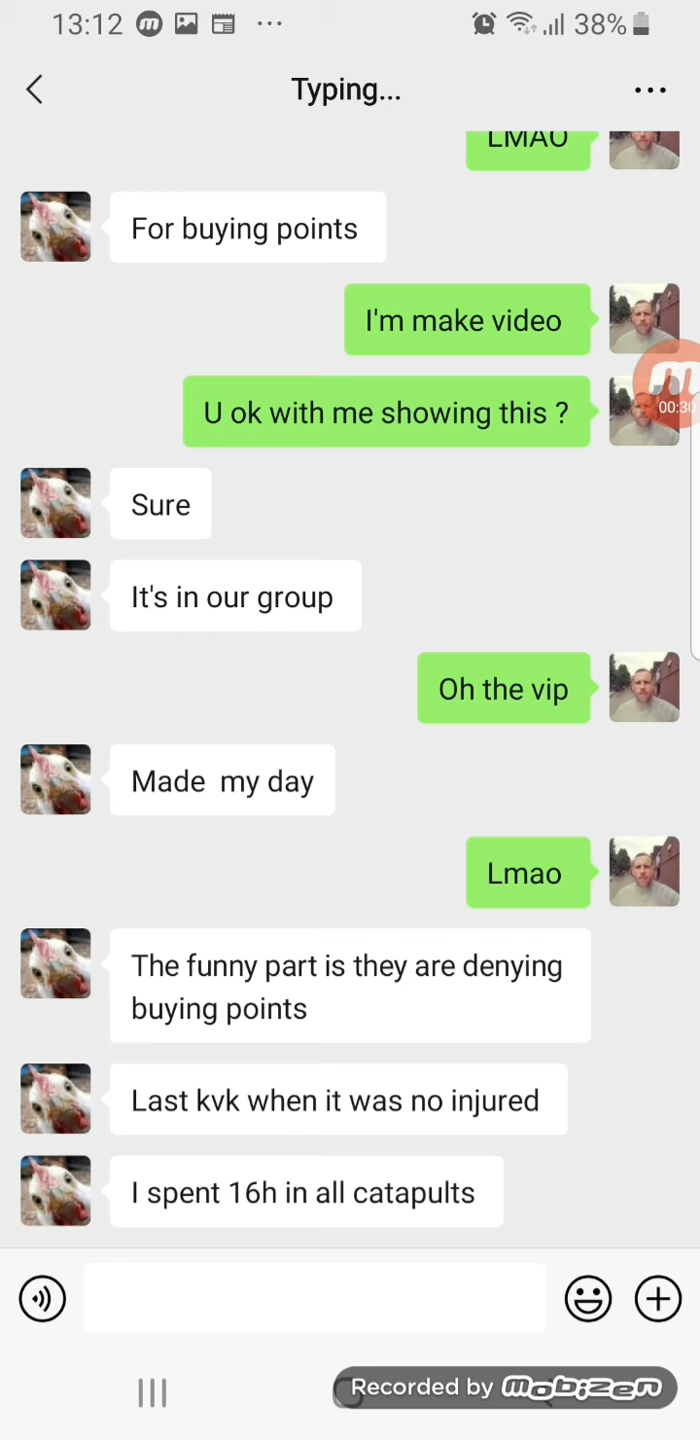 13:12
38%
Typing...
LMAO
For buying points
I'm make video
00:30
U ok with me showing this ?
Sure
It's in our group
Oh the vip
Made  my day
Lmao
The funny part is they are denying
buying points
Last kvk when it was no injured
I spent 16h in all catapults
Recorded by mobizen